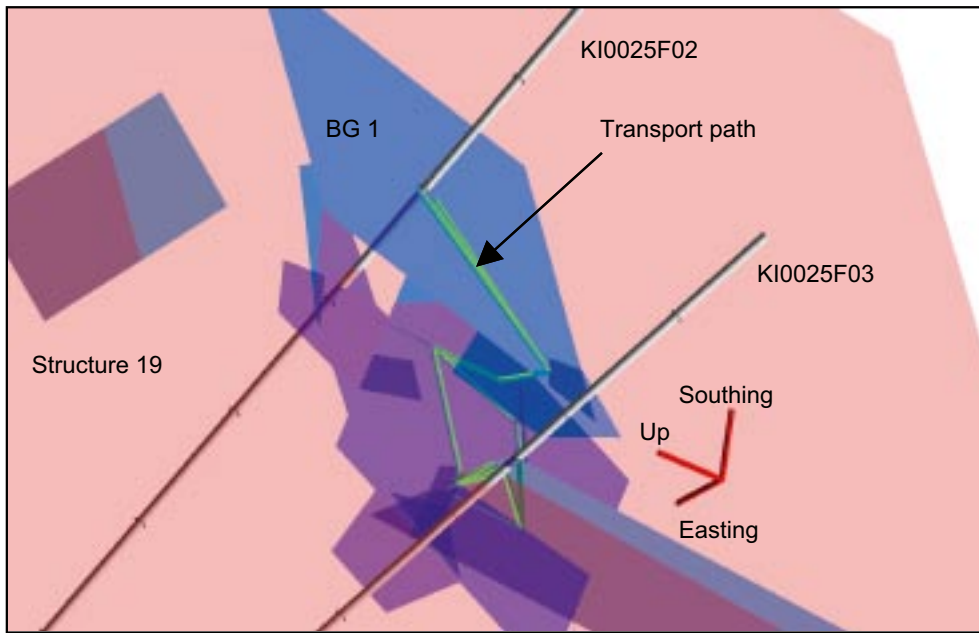 KI0025F02
BG 1
Transport path
KI0025F03
Structure 19
Southing
Up
Easting